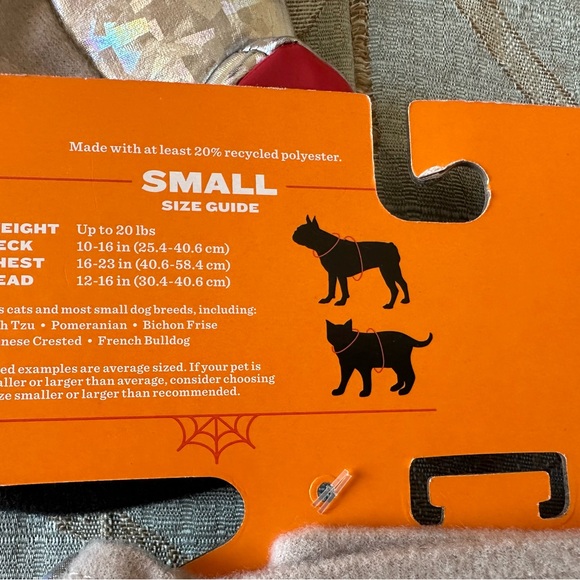 Made with at least 20% recycled polyester.
SMALL
SIZE GUIDE
EIGHT Up to 20 lbs
ECK 10-16 in (25.4-40.6 cm)
HEST 16-23 in (40.6-58.4 cm)
EAD 12-16 in (30.4-40.6 cm)
s cats and most small dog breeds, including:
h Tzu • Pomeranian • Bichon Frise
nese Crested • French Bulldog
ed examples are average sized. If your pet is
aller or larger than average, consider choosing
ze smaller or larger than recommended.